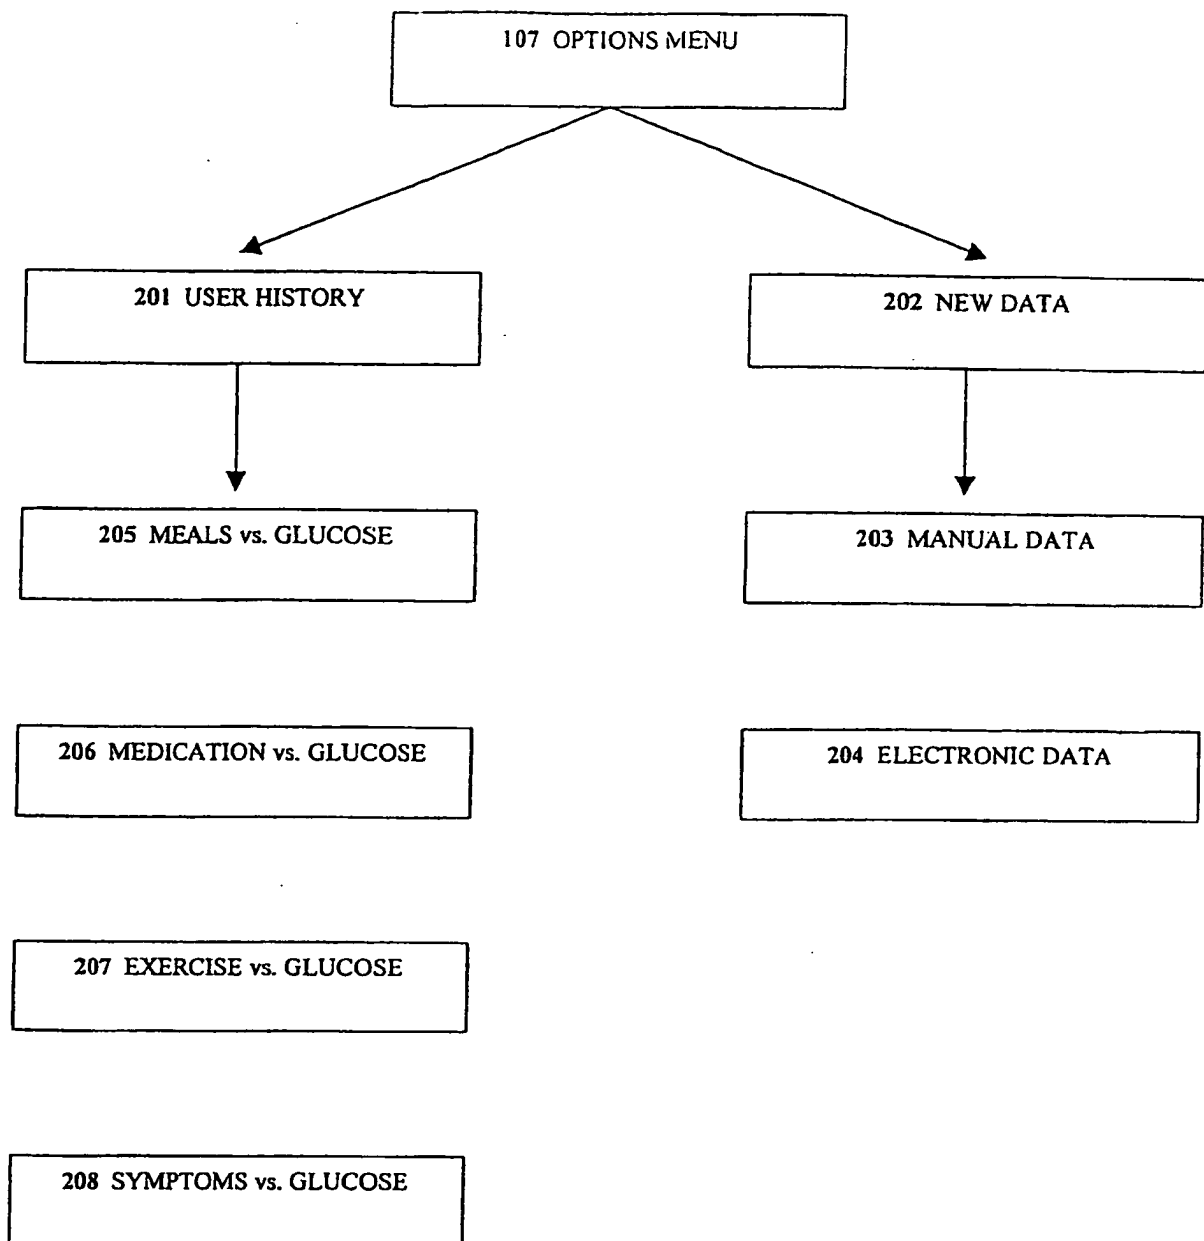 107 OPTIONS MENU
201 USER HISTORY
202 NEW DATA
205 MEALS vs. GLUCOSE
203 MANUAL DATA
206 MEDICATION vs. GLUCOSE
204 ELECTRONIC DATA
207 EXERCISE vs. GLUCOSE
208 SYMPTOMS vs. GLUCOSE